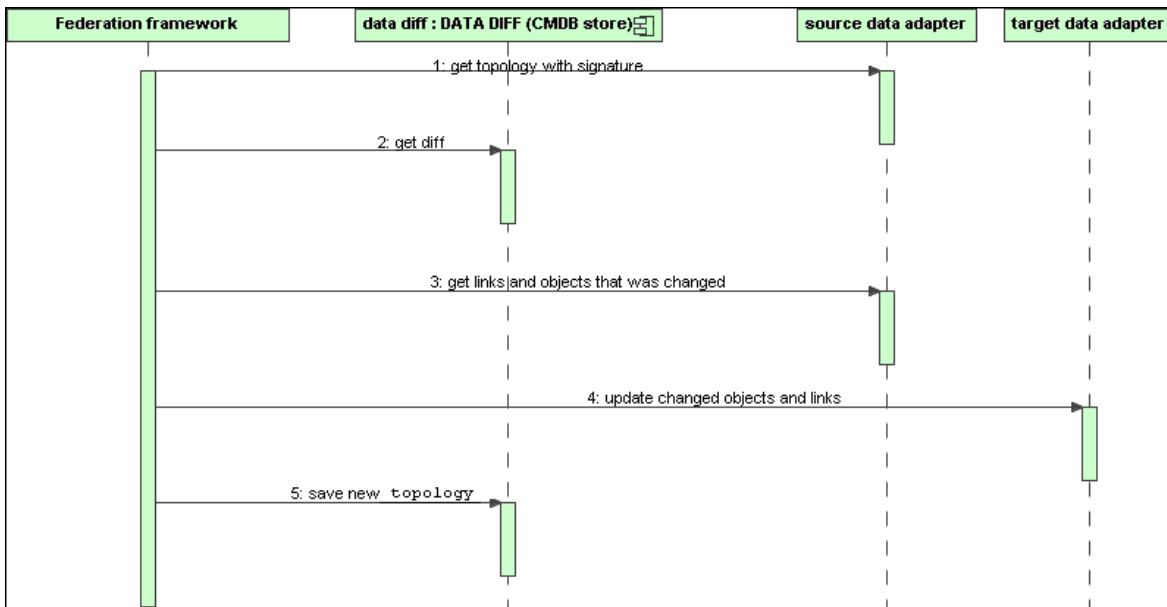 Federation framework
data diff : DATA DIFF (CMDB store)
source data adapter
target data adapter
1: get topology with signature
2: get diff
3: get links and objects that was changed
4: update changed objects and links
5: save new topology